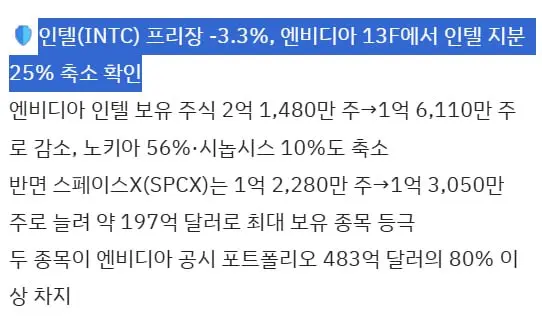 🛡️인텔(INTC) 프리장 -3.3%, 엔비디아 13F에서 인텔 지분
25% 축소 확인
엔비디아 인텔 보유 주식 2억 1,480만 주→1억 6,110만 주
로 감소, 노키아 56%·시놉시스 10%도 축소
반면 스페이스X(SPCX)는 1억 2,280만 주→1억 3,050만
주로 늘려 약 197억 달러로 최대 보유 종목 등극
두 종목이 엔비디아 공시 포트폴리오 483억 달러의 80% 이
상 차지